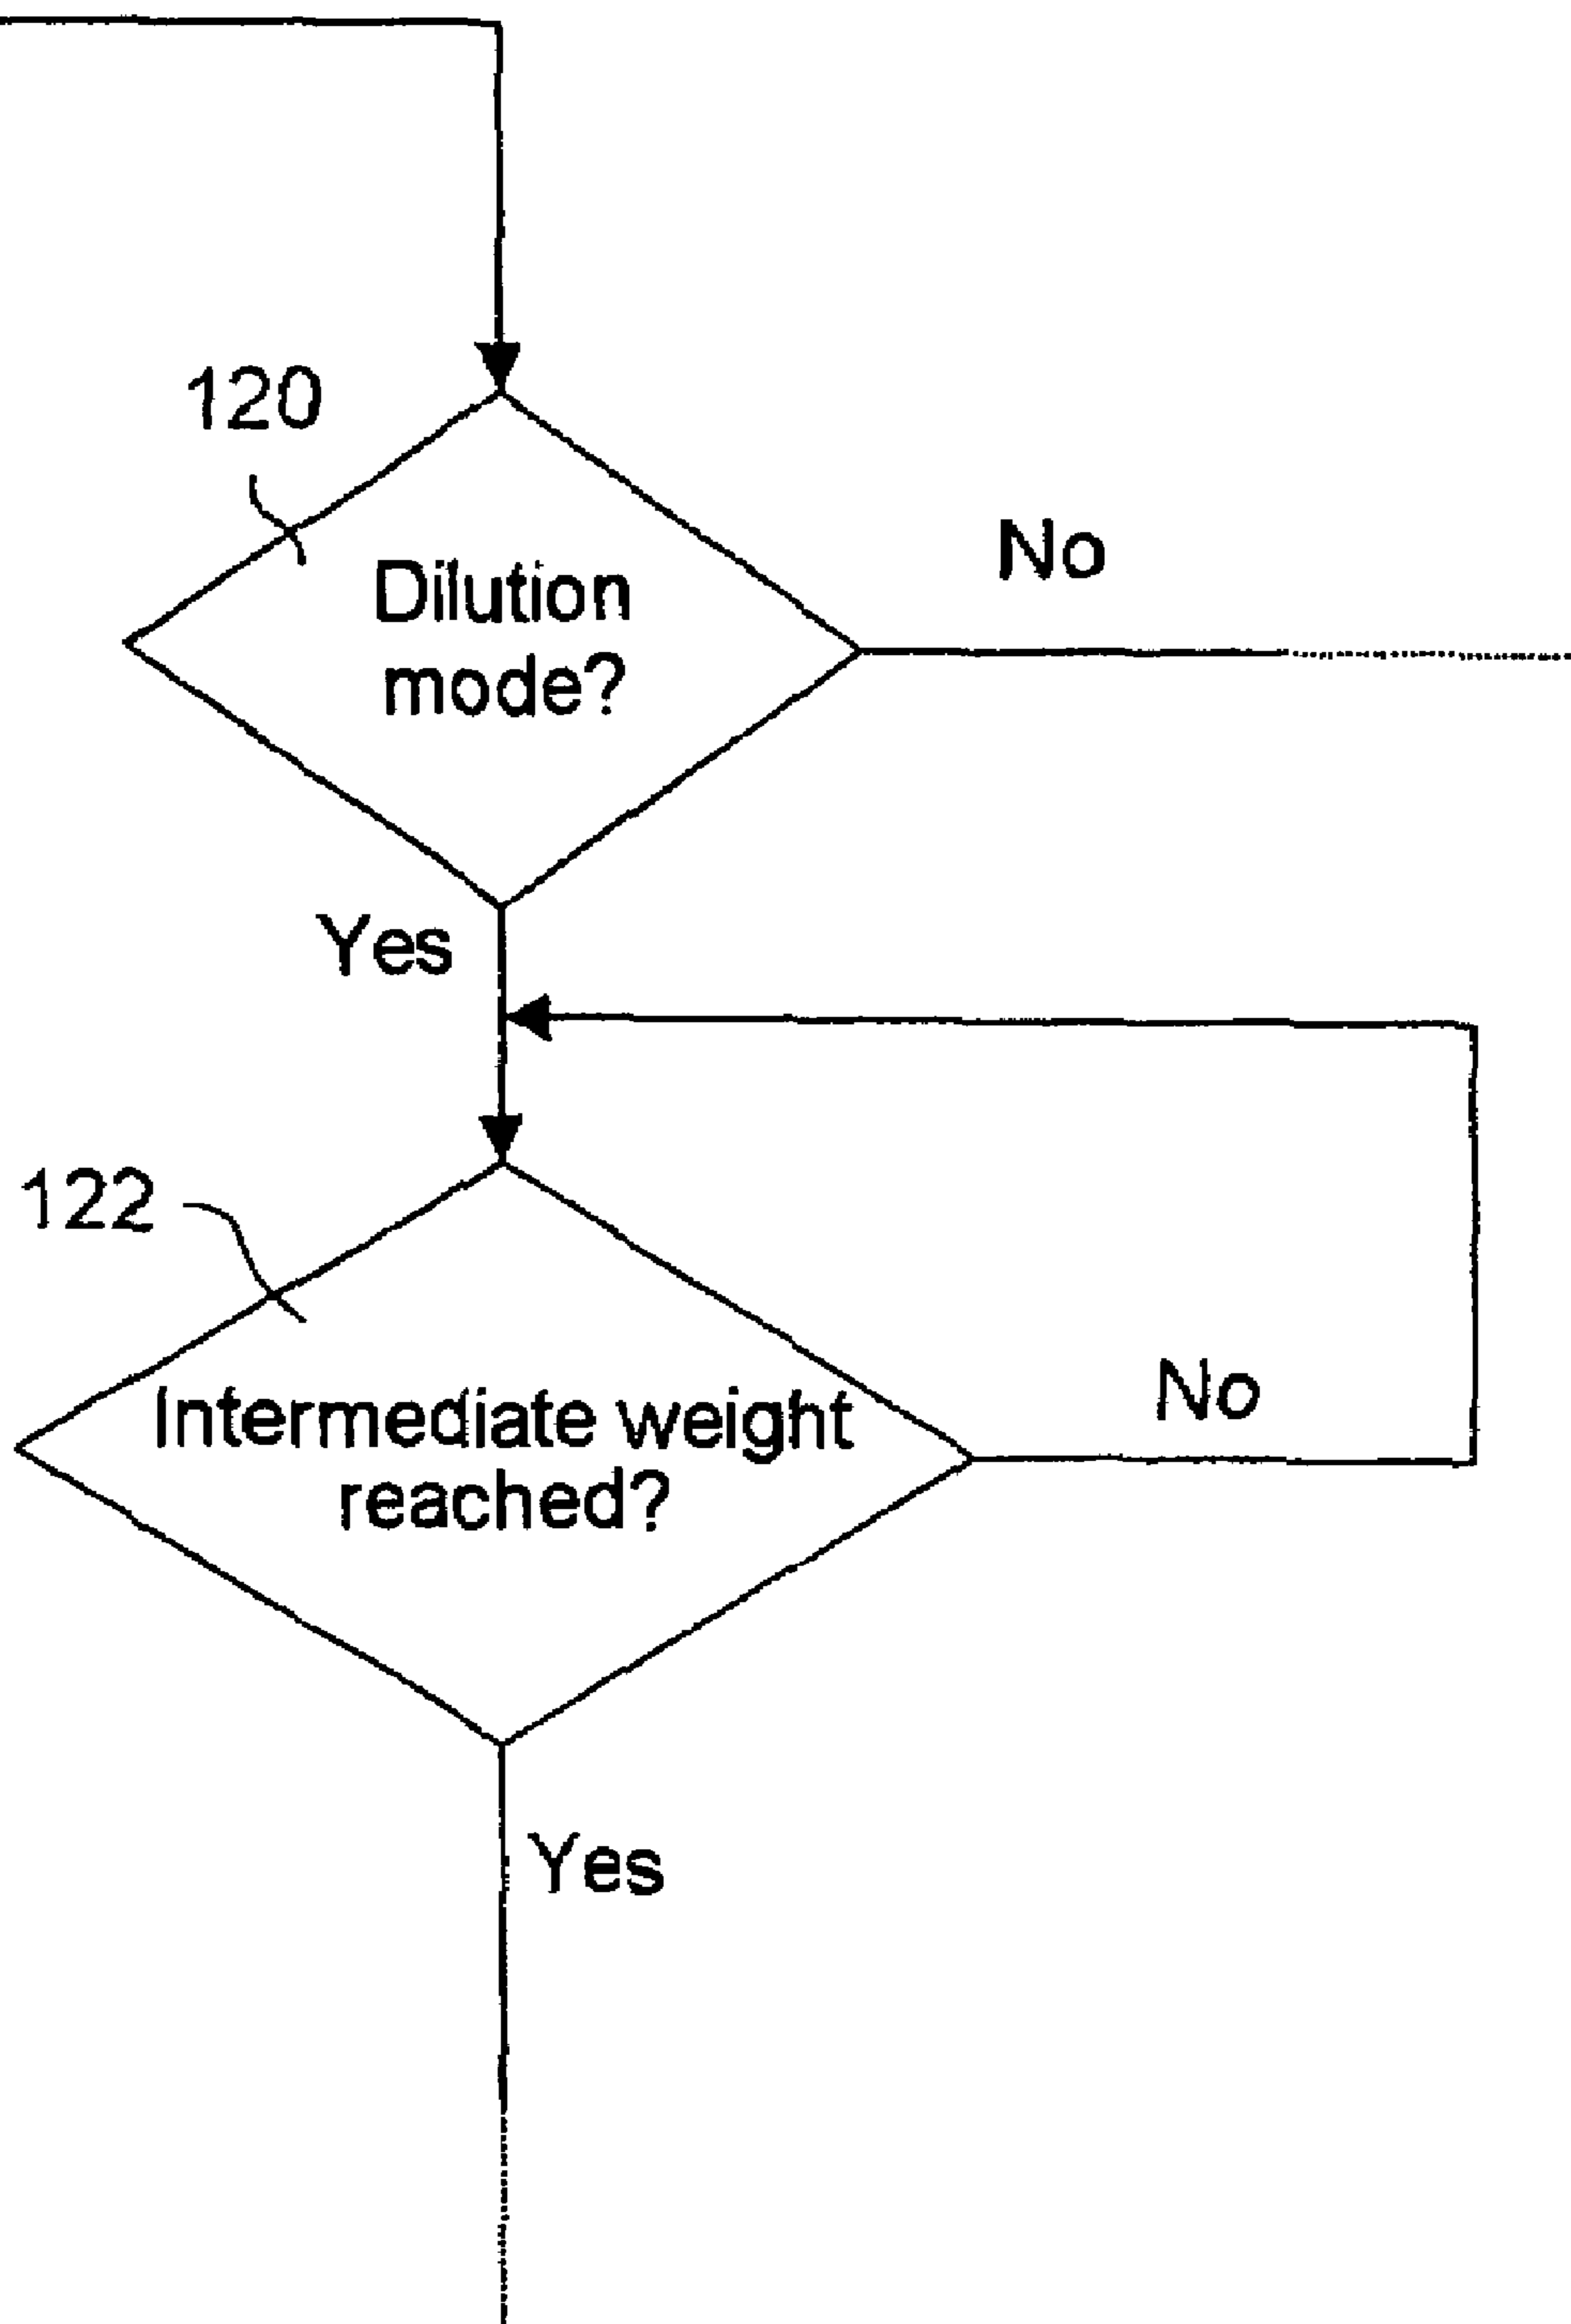 120
Dilution
mode?
No
Yes
122
Intermediate weight
reached?
No
Yes